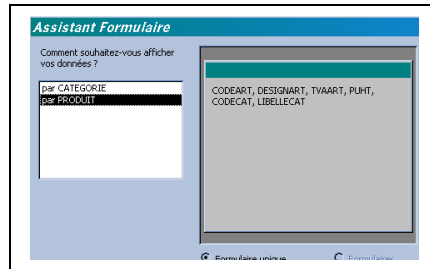 Assistant Formulaire
Comment souhaitez-vous afficher
vos données ?
par CATEGORIE
par PRODUIT
CODEART, DESIGNART, TVAART, PUHT,
CODECAT, LIBELLECAT
Formulaire unique
Formulaires